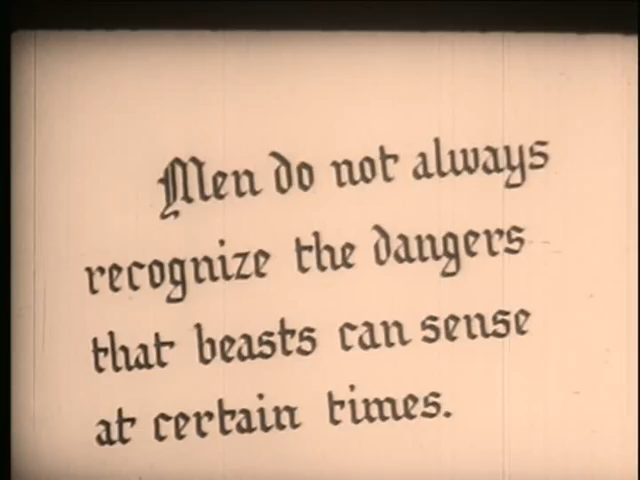 Men do not always
recognize the dangers
that beasts can sense
at certain times.